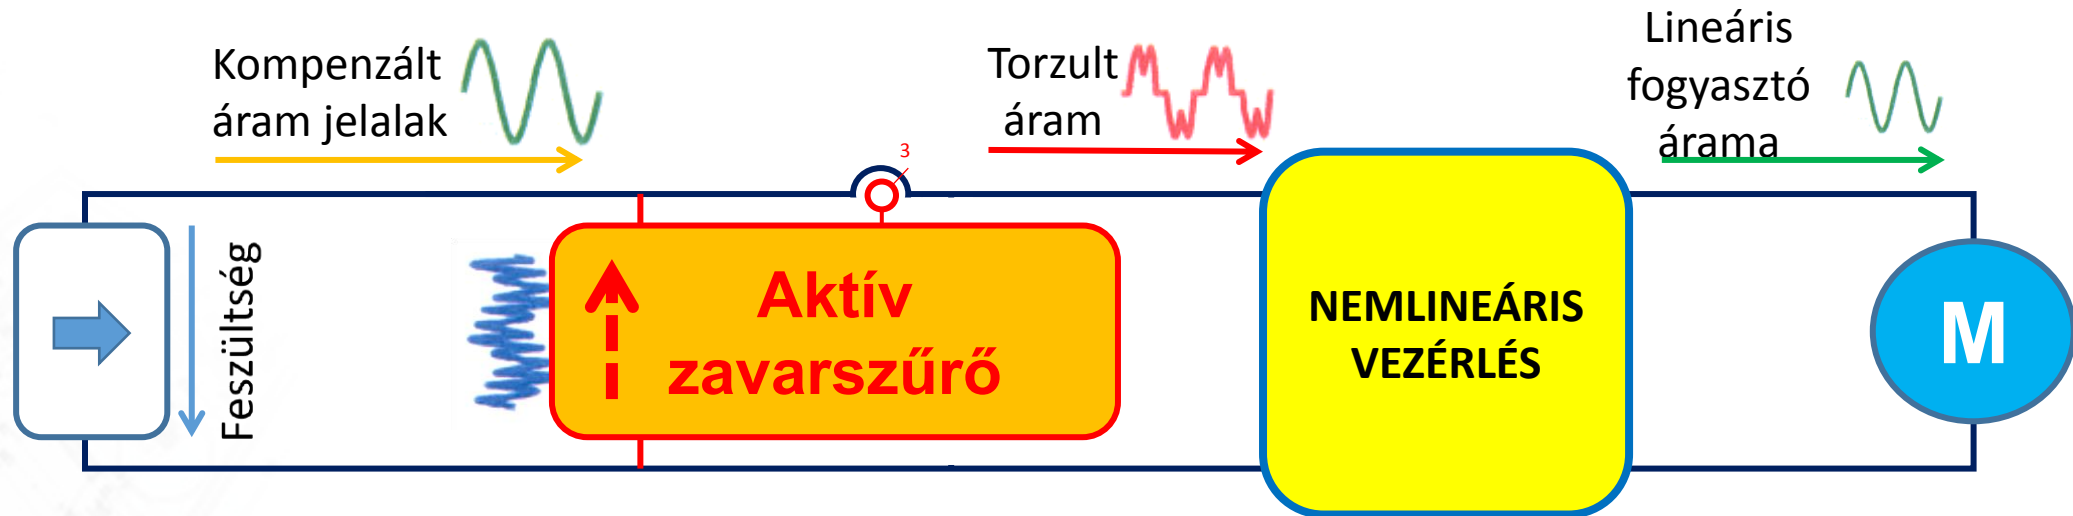 Kompenzált
áram jelalak
Torzult
áram
Lineáris
fogyasztó
árama
3
Feszültség
Aktív
zavarszűrő
NEMLINEÁRIS
VEZÉRLÉS
M